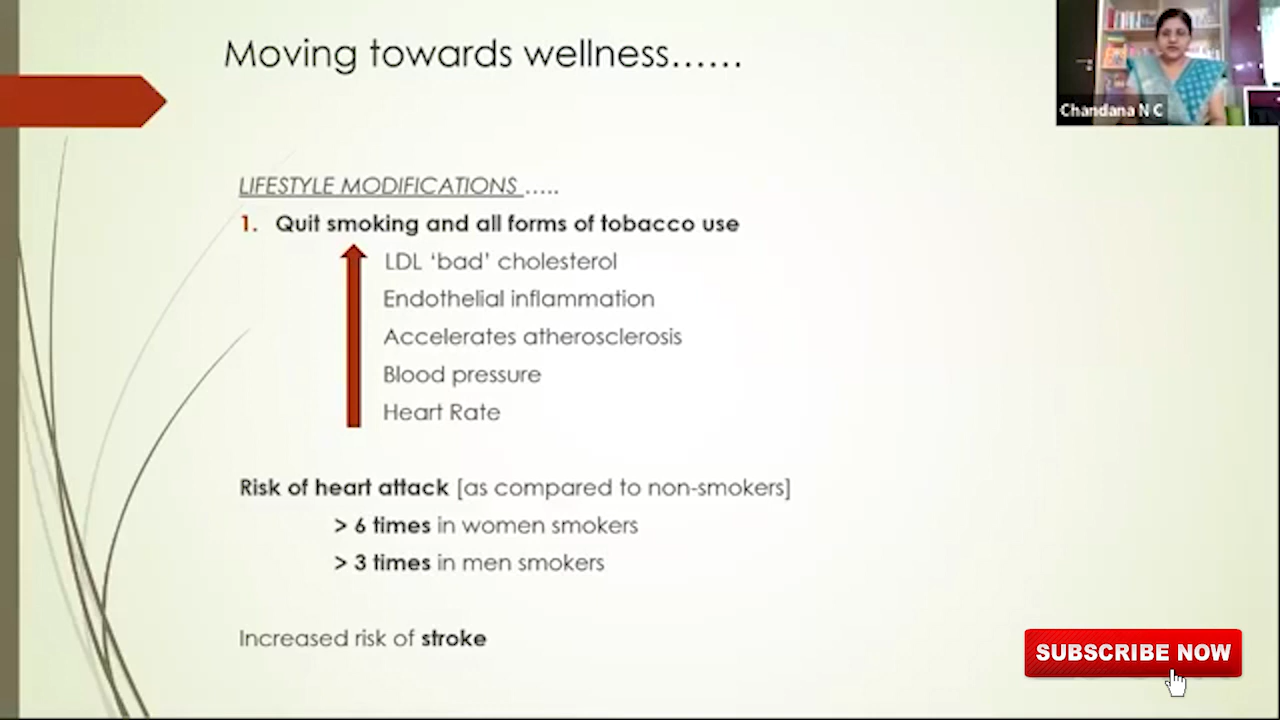 Moving towards wellness......
Chandana N C
LIFESTYLE MODIFICATIONS .....
1. Quit smoking and all forms of tobacco use
LDL ‘bad’ cholesterol
Endothelial inflammation
Accelerates atherosclerosis
Blood pressure
Heart Rate
Risk of heart attack [as compared to non-smokers]
> 6 times in women smokers
> 3 times in men smokers
Increased risk of stroke
SUBSCRIBE NOW